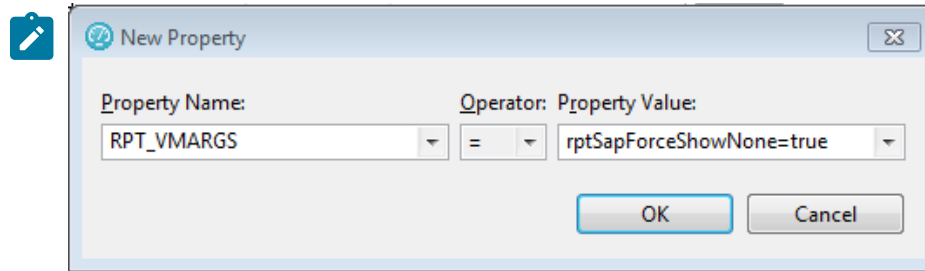 New Property
Property Name: Operator: Property Value:
RPT_VMARGS = rptSapForceShowNone=true
OK Cancel